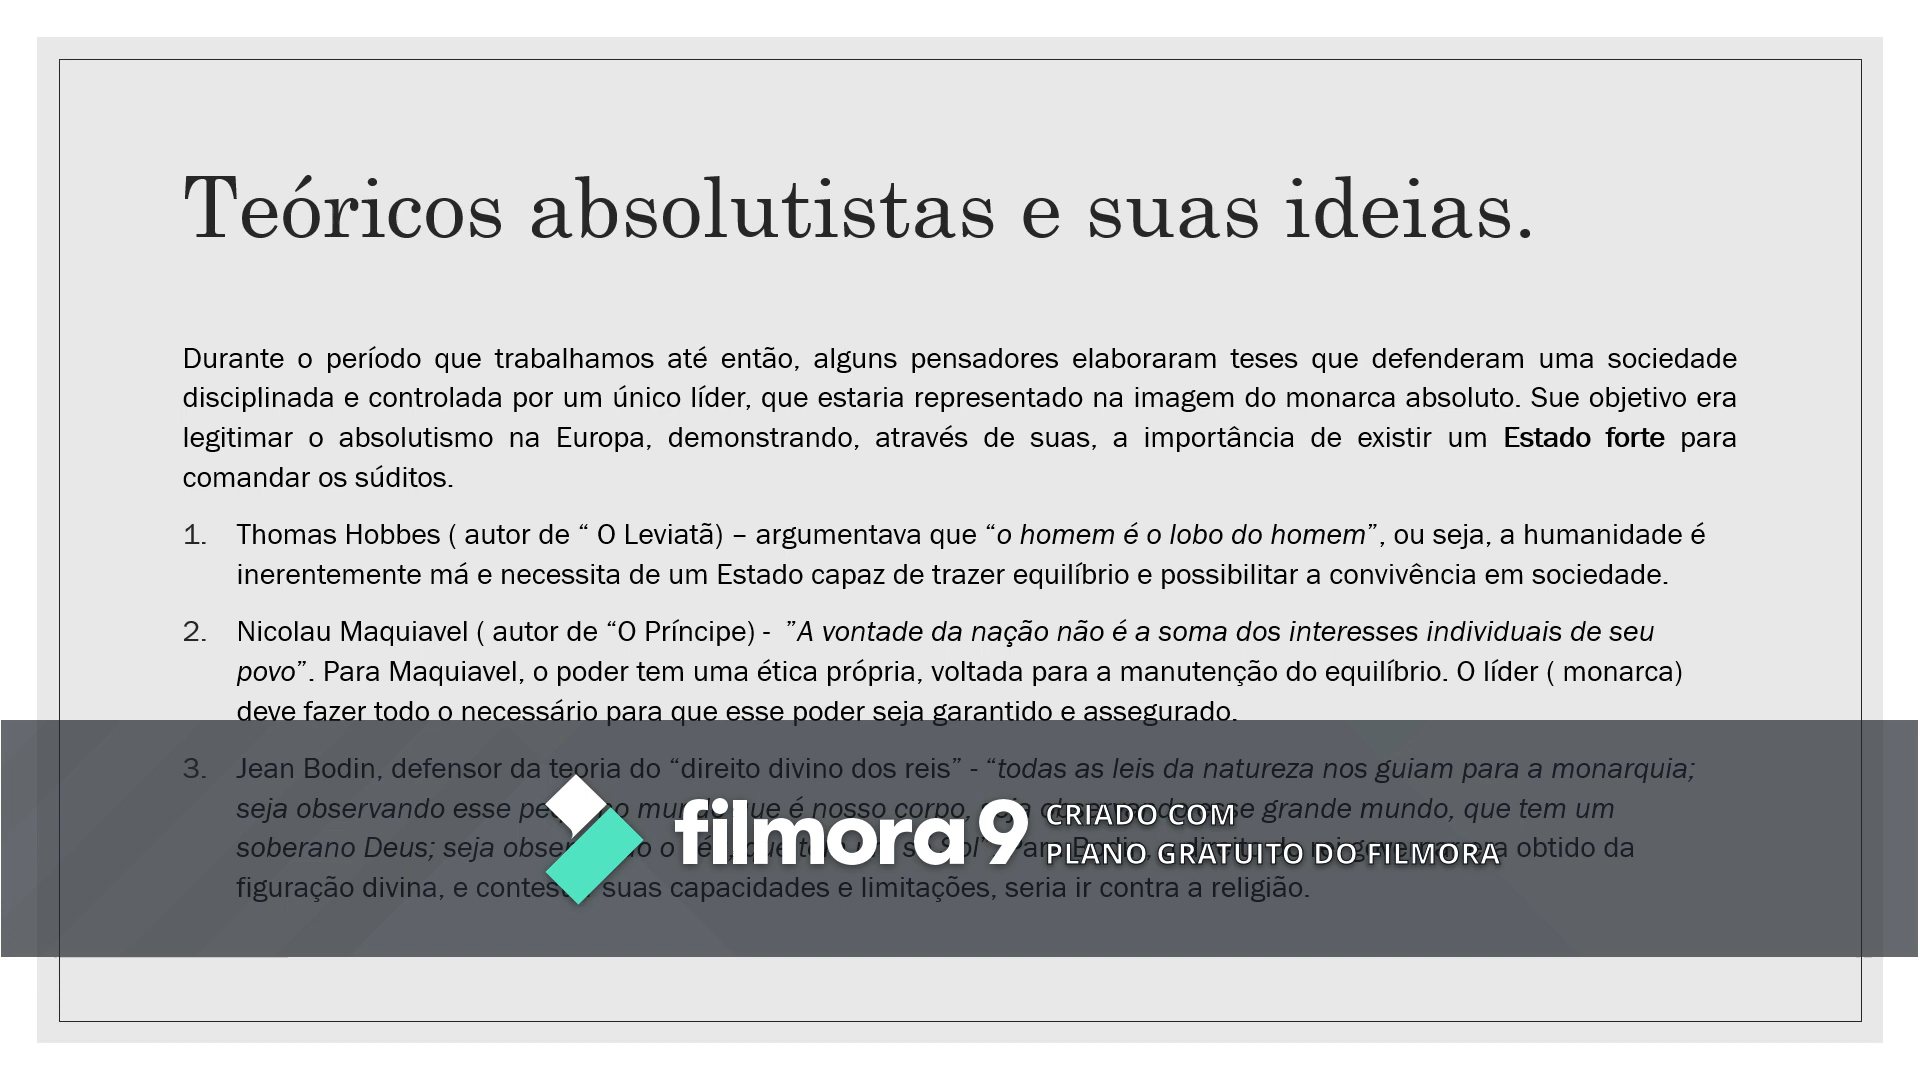 Teóricos absolutistas e suas ideias.
Durante o período que trabalhamos até então, alguns pensadores elaboraram teses que defenderam uma sociedade
disciplinada e controlada por um único líder, que estaria representado na imagem do monarca absoluto. Sue objetivo era
legitimar o absolutismo na Europa, demonstrando, através de suas, a importância de existir um Estado forte para
comandar os súditos.
1. Thomas Hobbes ( autor de “ O Leviatã) – argumentava que “o homem é o lobo do homem”, ou seja, a humanidade é
inerentemente má e necessita de um Estado capaz de trazer equilíbrio e possibilitar a convivência em sociedade.
2. Nicolau Maquiavel ( autor de “O Príncipe) - ”A vontade da nação não é a soma dos interesses individuais de seu
povo”. Para Maquiavel, o poder tem uma ética própria, voltada para a manutenção do equilíbrio. O líder ( monarca)
deve fazer todo o necessário para que esse poder seja garantido e assegurado.
3. Jean Bodin, defensor da teoria do “direito divino dos reis” - “todas as leis da natureza nos guiam para a monarquia;
seja observando esse mundo que é nosso corpo, seja esse grande mundo, que tem um
soberano Deus; seja o obtido da
figuração divina, e suas capacidades e limitações, seria ir contra a religião.
filmora 9
CRIADO COM
PLANO GRATUITO DO FILMORA